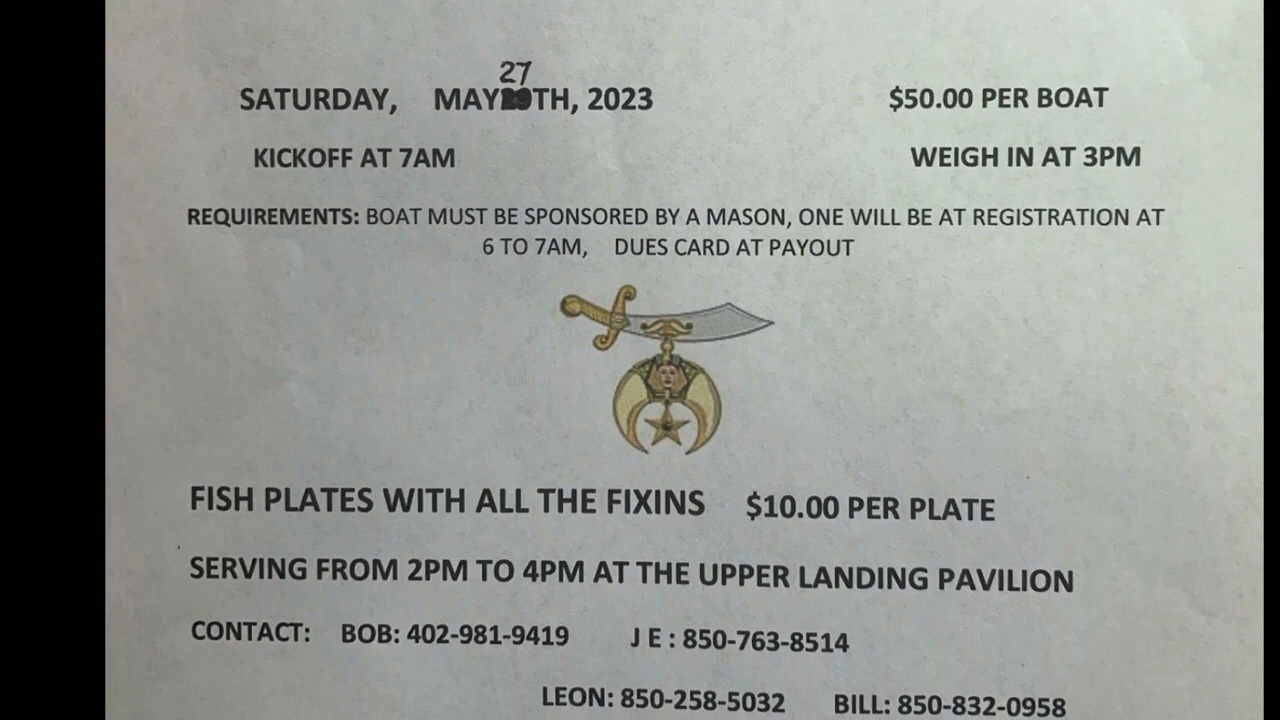 27
SATURDAY, MAY TH, 2023 $50.00 PER BOAT
KICKOFF AT 7AM WEIGH IN AT 3PM
REQUIREMENTS: BOAT MUST BE SPONSORED BY A MASON, ONE WILL BE AT REGISTRATION AT
6 TO 7AM, DUES CARD AT PAYOUT
FISH PLATES WITH ALL THE FIXINS $10.00 PER PLATE
SERVING FROM 2PM TO 4PM AT THE UPPER LANDING PAVILION
CONTACT: BOB: 402-981-9419 J E : 850-763-8514
LEON: 850-258-5032 BILL: 850-832-0958